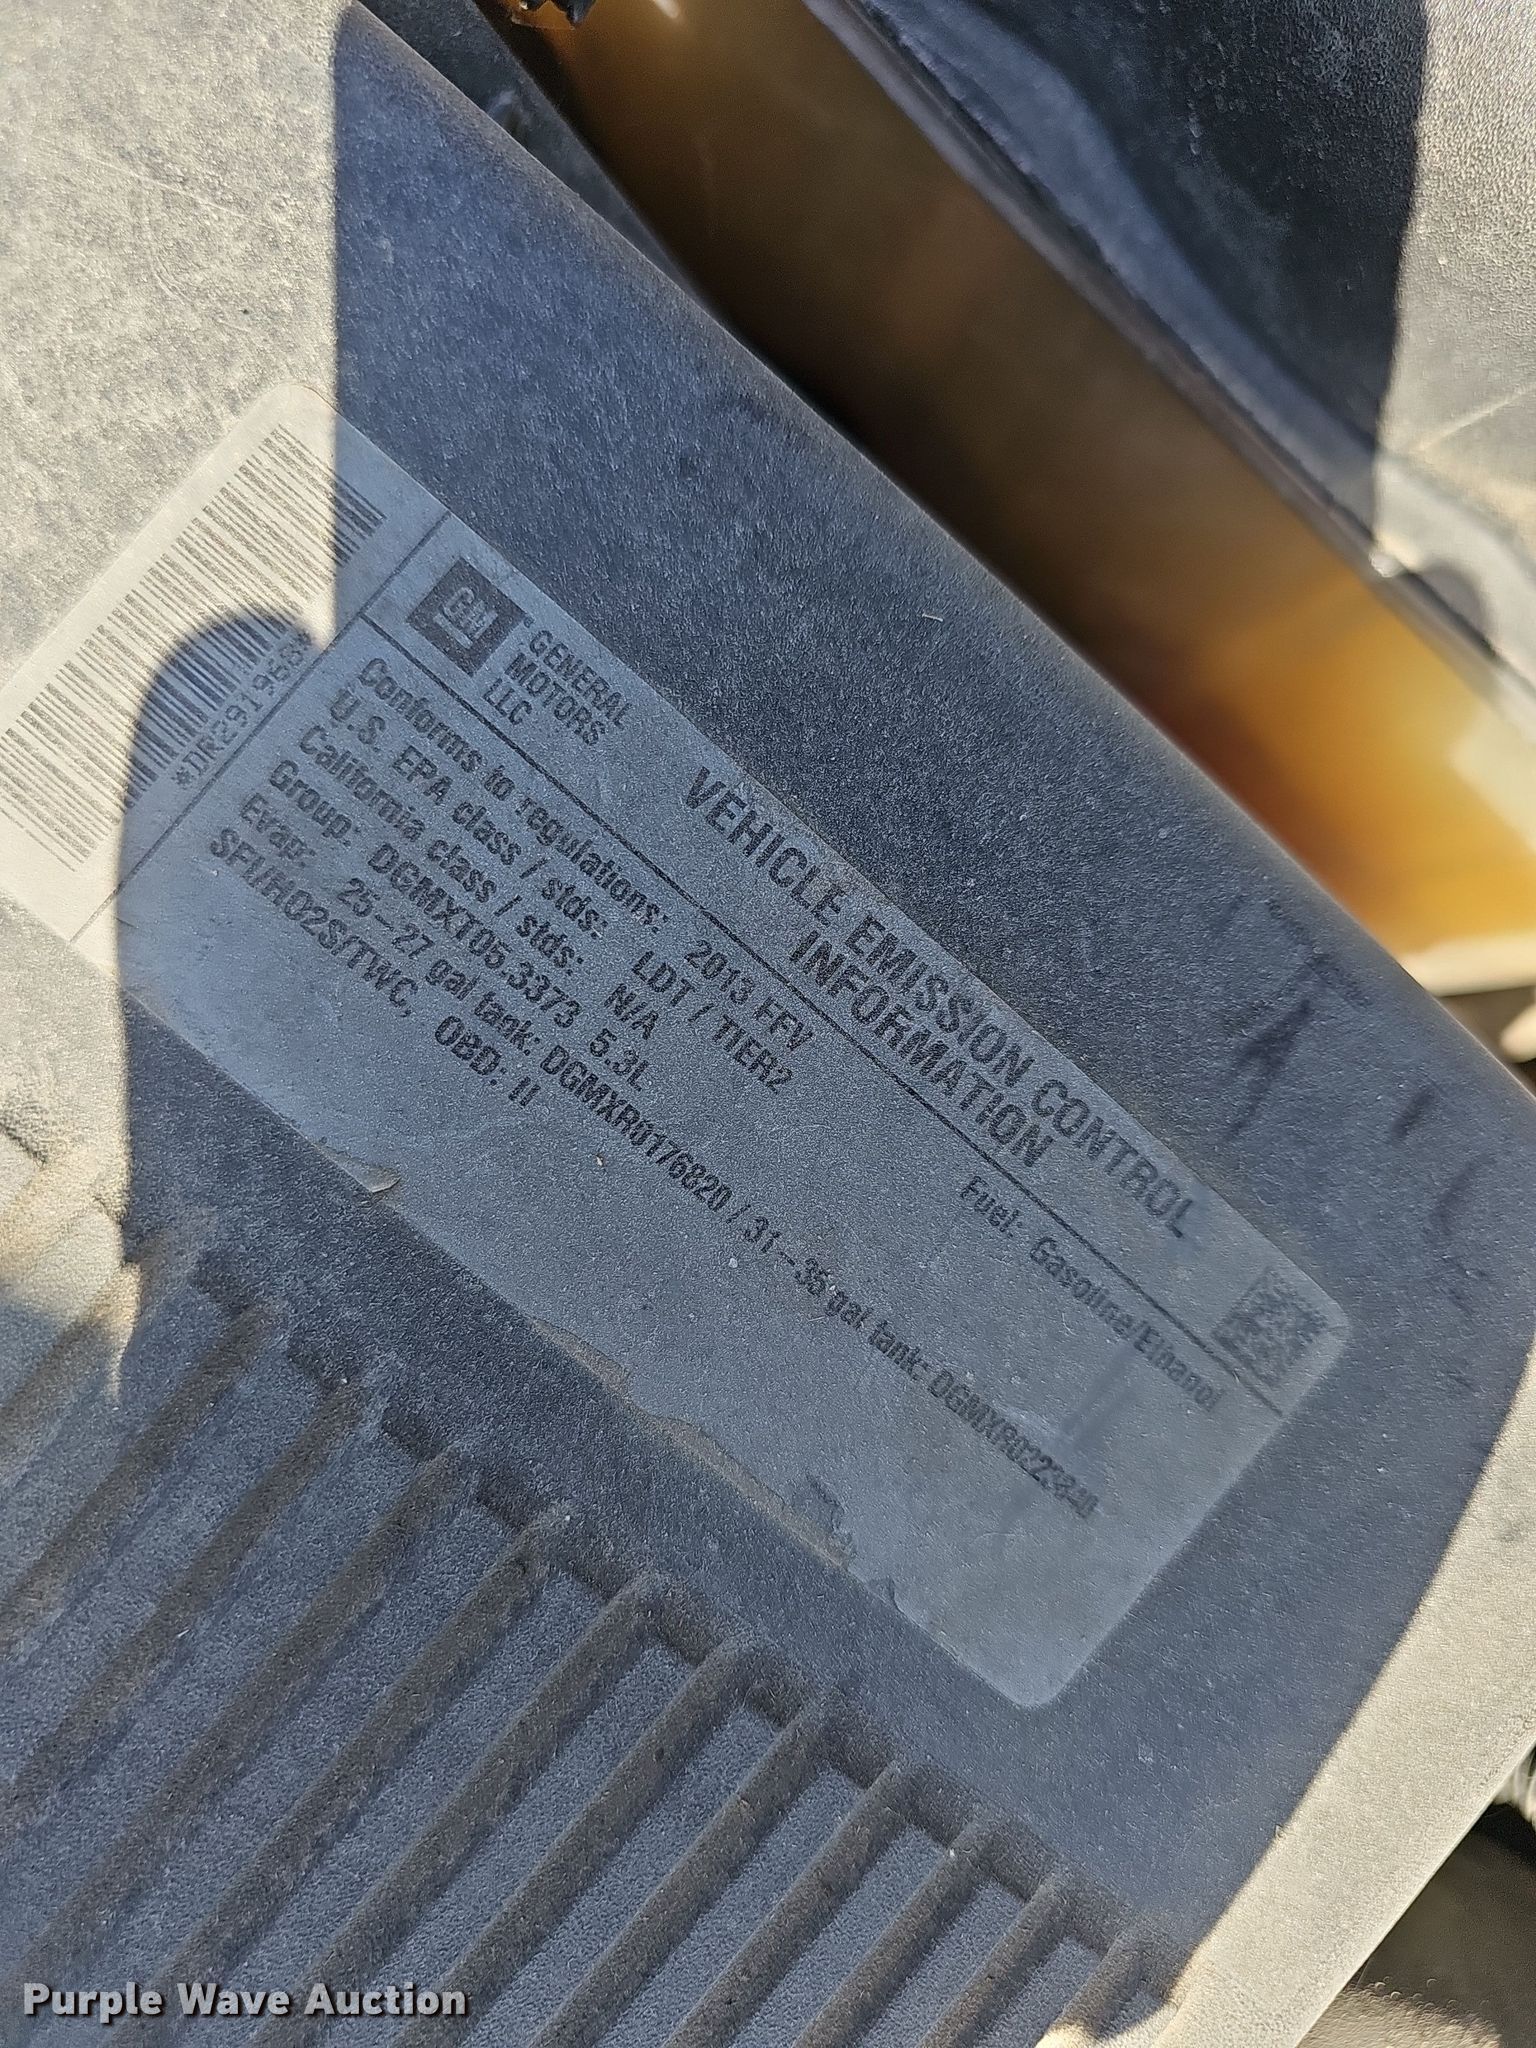 GM
GENERAL
MOTORS
LLC
VEHICLE EMISSION CONTROL
INFORMATION
Conforms to regulations: 2013 FFV
Fuel: Gasoline/Ethanol
U.S. EPA class / stds: LDT / TIER2
California class / stds: N/A
Group: DGMXT05.3373 5.3L
Evap: 25-27 gal tank: DGMXR0176820 / 31-35 gal tank: DGMXR0223840
SFI/HO2S/TWC, OBD: II
Purple Wave Auction